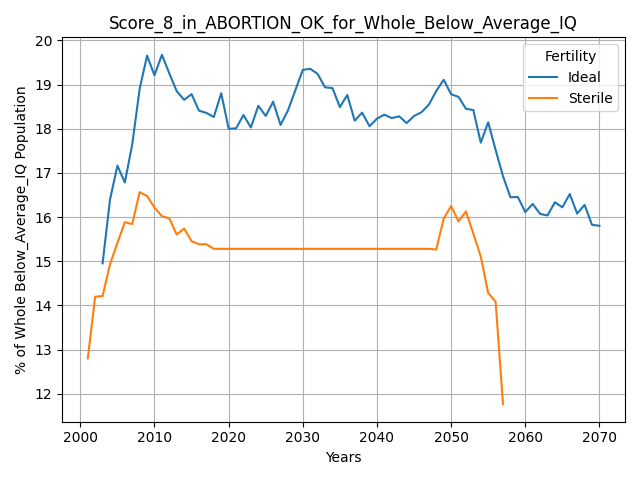 Score_8_in_ABORTION_OK_for_Whole_Below_Average_IQ
% of Whole Below_Average_IQ Population
20
19
18
17
16
15
14
13
12
Fertility
Ideal
Sterile
2000 2010 2020 2030 2040 2050 2060 2070
Years